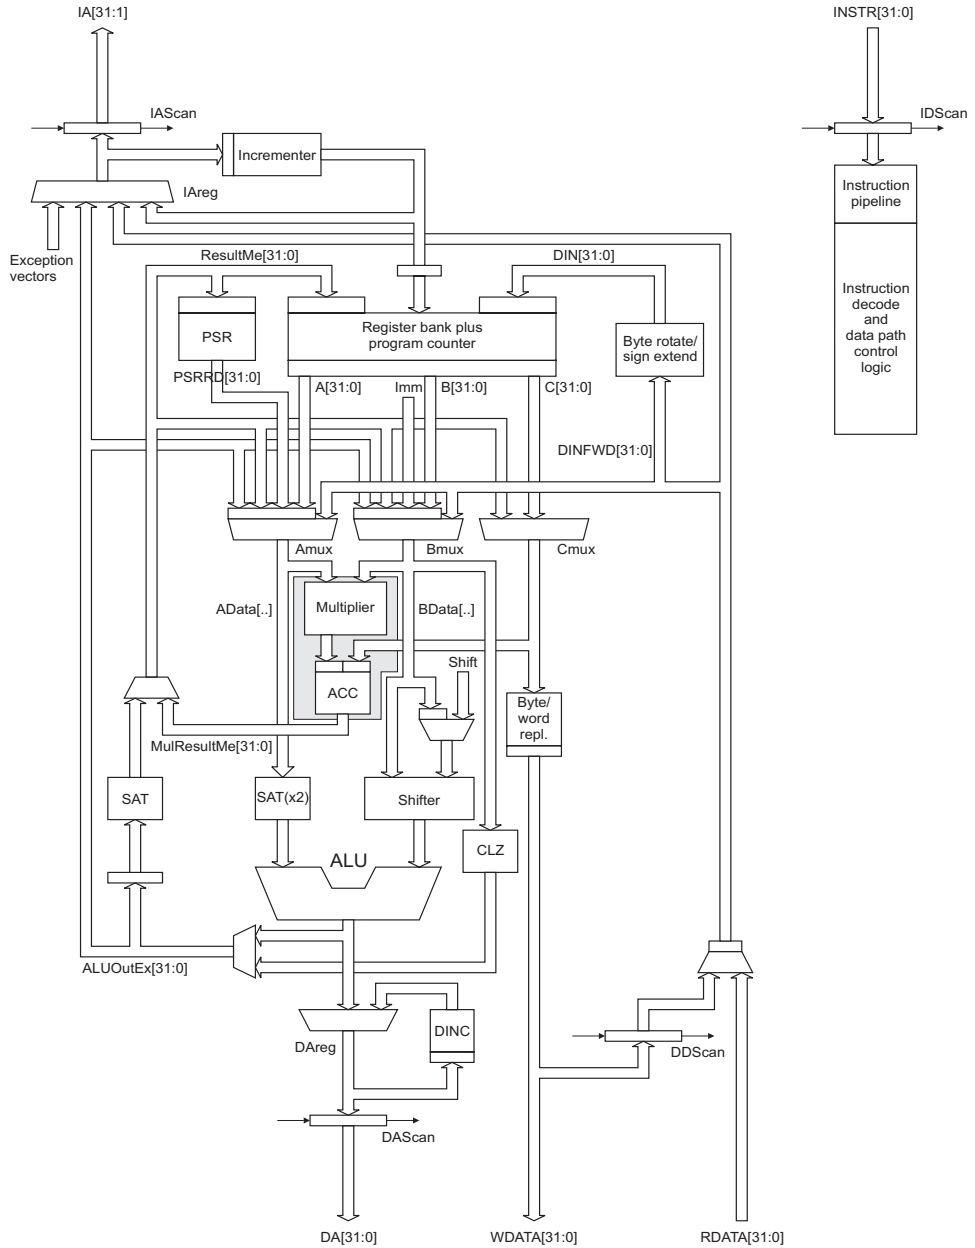 IA[31:1]
INSTR[31:0]
IAScan
IDScan
Incrementer
IAreg
Instruction
pipeline
Exception
vectors
ResultMe[31:0]
DIN[31:0]
Instruction
decode
and
data path
control
logic
PSR
Register bank plus
program counter
Byte rotate/
sign extend
PSRRD[31:0]
A[31:0]
Imm
B[31:0]
C[31:0]
DINFWD[31:0]
Amux
Bmux
Cmux
AData[..]
Multiplier
BData[..]
Shift
ACC
Byte/
word
repl.
MulResultMe[31:0]
SAT
SAT(x2)
Shifter
CLZ
ALU
ALUOutEx[31:0]
DAreg
DINC
DDScan
DAScan
DA[31:0]
WDATA[31:0]
RDATA[31:0]